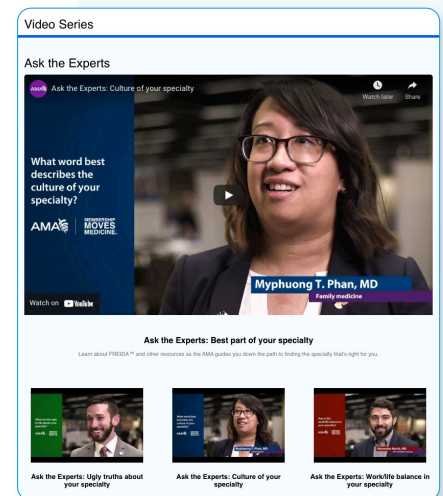 Video Series
Ask the Experts
AMA Ask the Experts: Culture of your specialty
Watch later
Share
What word best
describes the
culture of your
specialty?
AMA
MEMBERSHIP
MOVES
MEDICINE.
Myphuong T. Phan, MD
Family medicine
Watch on YouTube
Ask the Experts: Best part of your specialty
Learn about FREIDA™ and other resources as the AMA guides you down the path to finding the specialty that's right for you.
Ask the Experts: Ugly truths about
your specialty
Ask the Experts: Culture of your
specialty
Ask the Experts: Work/life balance in
your specialty